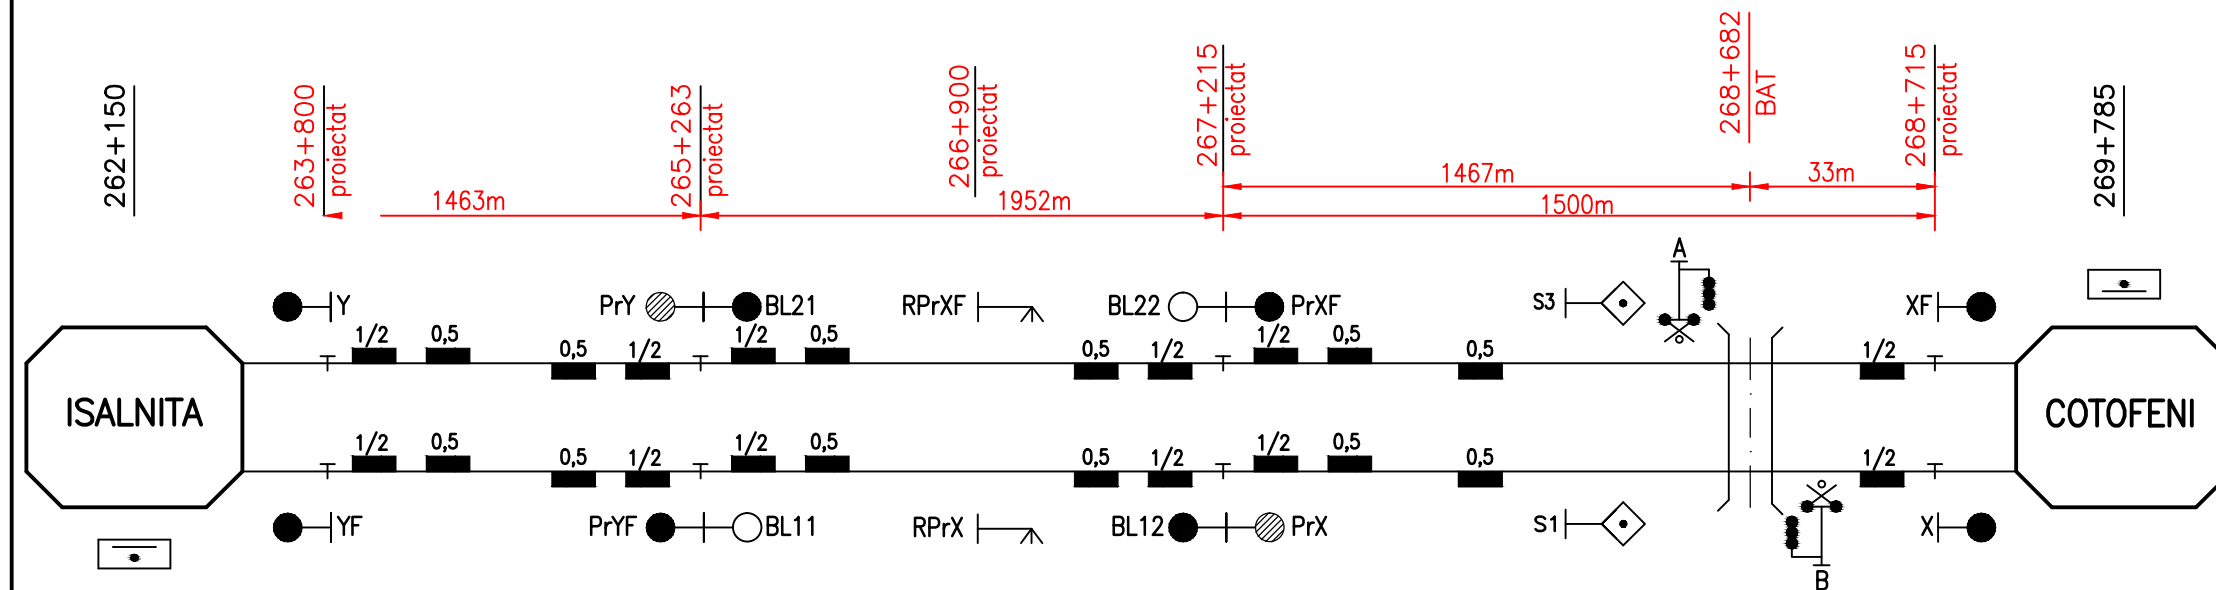 262+150
263+800
proiectat
265+263
proiectat
266+900
proiectat
267+215
proiectat
268+682
BAT
268+715
proiectat
269+785
1467m
33m
1463m
1952m
1500m
A
Y
PrY
BL21
RPrXF
BL22
PrXF
S3
XF
1/2
0,5
0,5
1/2
1/2
0,5
0,5
1/2
1/2
0,5
0,5
1/2
ISALNITA
COTOFENI
1/2
0,5
0,5
1/2
1/2
0,5
0,5
1/2
1/2
0,5
0,5
1/2
YF
PrYF
BL11
RPrX
BL12
PrX
S1
X
B